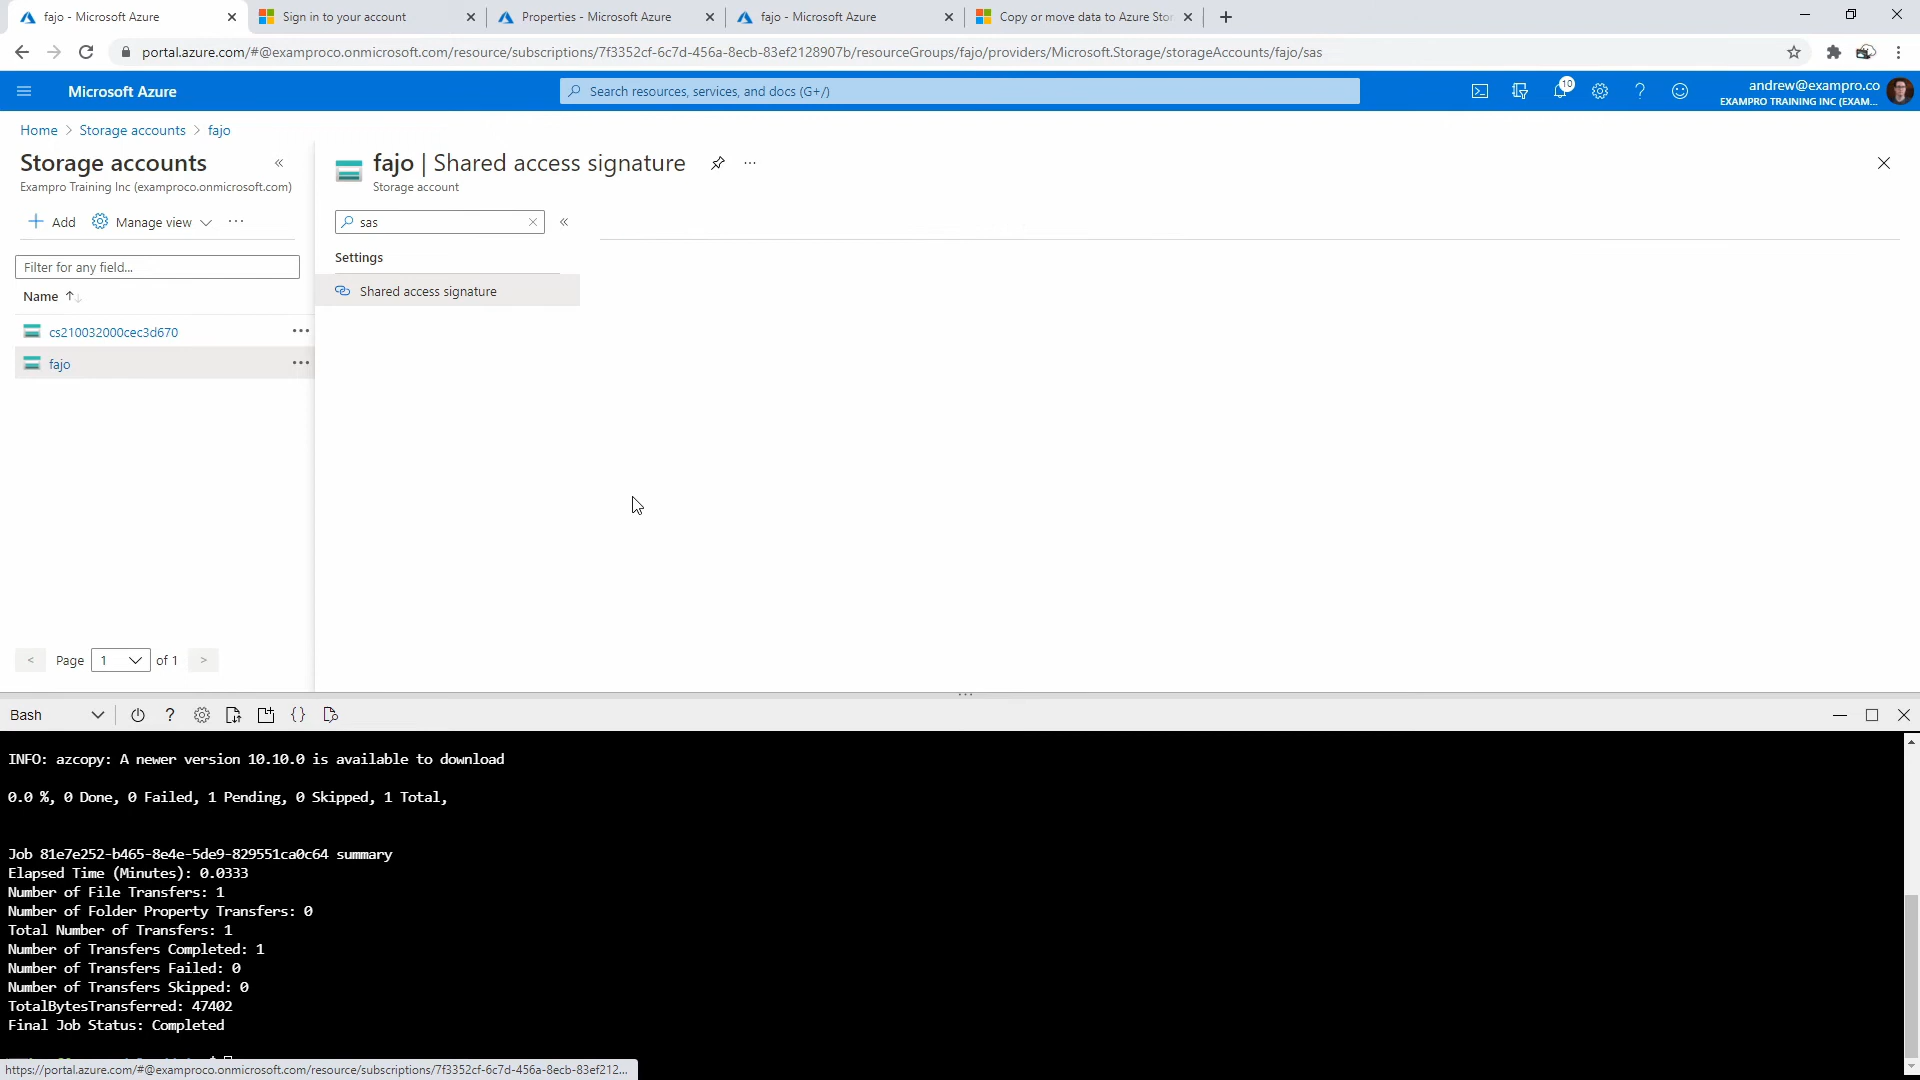 fajo - Microsoft Azure
Sign in to your account
Properties - Microsoft Azure
fajo - Microsoft Azure
Copy or move data to Azure Stor
portal.azure.com/#@examproco.onmicrosoft.com/resource/subscriptions/7f3352cf-6c7d-456a-8ecb-83ef2128907b/resourceGroups/fajo/providers/Microsoft.Storage/storageAccounts/fajo/sas
Microsoft Azure
Search resources, services, and docs (G+/)
10
andrew@exampro.co
EXAMPRO TRAINING INC (EXAM...
Home > Storage accounts > fajo
Storage accounts
Exampro Training Inc (examproco.onmicrosoft.com)
+ Add
Manage view
...
Filter for any field...
Name
cs210032000cec3d670
fajo
< Page 1 of 1 >
fajo | Shared access signature
Storage account
sas
Settings
Shared access signature
Bash
INFO: azcopy: A newer version 10.10.0 is available to download
0.0 %, 0 Done, 0 Failed, 1 Pending, 0 Skipped, 1 Total,
Job 81e7e252-b465-8e4e-5de9-829551ca0c64 summary
Elapsed Time (Minutes): 0.0333
Number of File Transfers: 1
Number of Folder Property Transfers: 0
Total Number of Transfers: 1
Number of Transfers Completed: 1
Number of Transfers Failed: 0
Number of Transfers Skipped: 0
TotalBytesTransferred: 47402
Final Job Status: Completed
https://portal.azure.com/#@examproco.onmicrosoft.com/resource/subscriptions/7f3352cf-6c7d-456a-8ecb-83ef212...